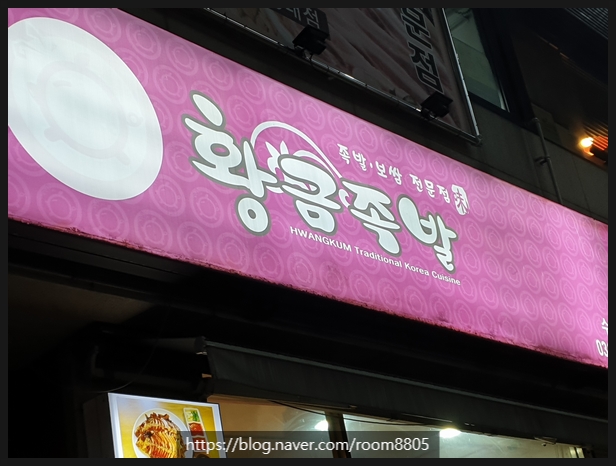 족발·보쌈 전문점
황금족발
HWANGKUM Traditional Korea Cuisine
https://blog.naver.com/room8805